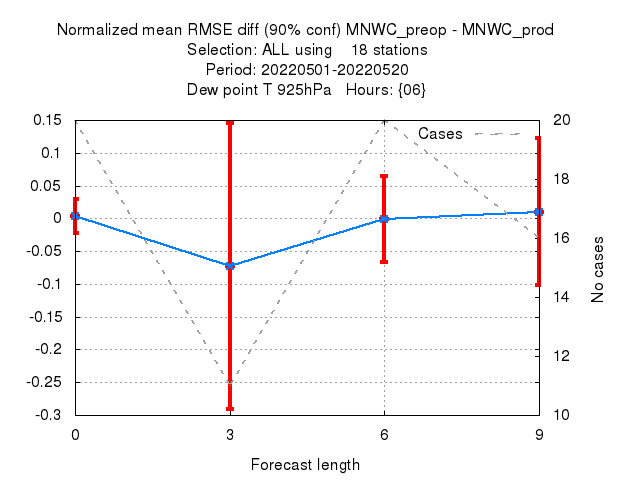 Normalized mean RMSE diff (90% conf) MNWC_preop - MNWC_prod
Selection: ALL using    18 stations
Period: 20220501-20220520
Dew point T 925hPa   Hours: {06}
Cases
0.15
0.1
0.05
0
-0.05
-0.1
-0.15
-0.2
-0.25
-0.3
20
18
16
14
12
10
No cases
0
3
6
9
Forecast length